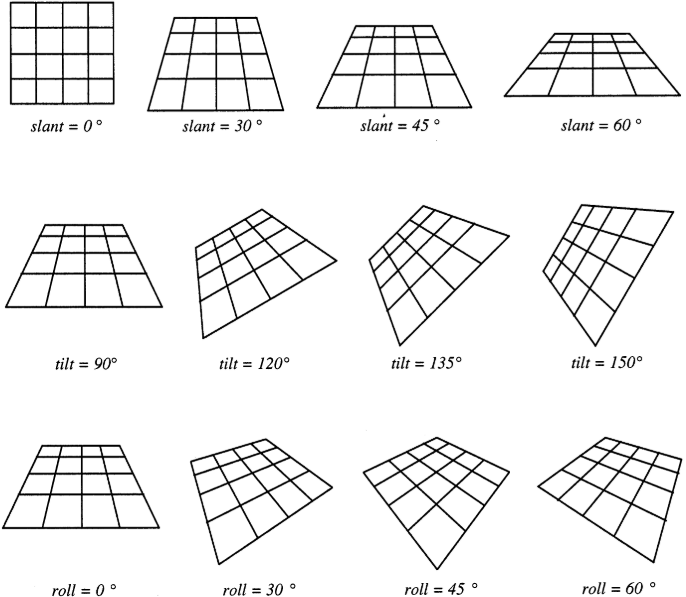 slant = 0 °
slant = 30 °
slant = 45 °
slant = 60 °
tilt = 90°
tilt = 120°
tilt = 135°
tilt = 150°
roll = 0 °
roll = 30 °
roll = 45 °
roll = 60 °